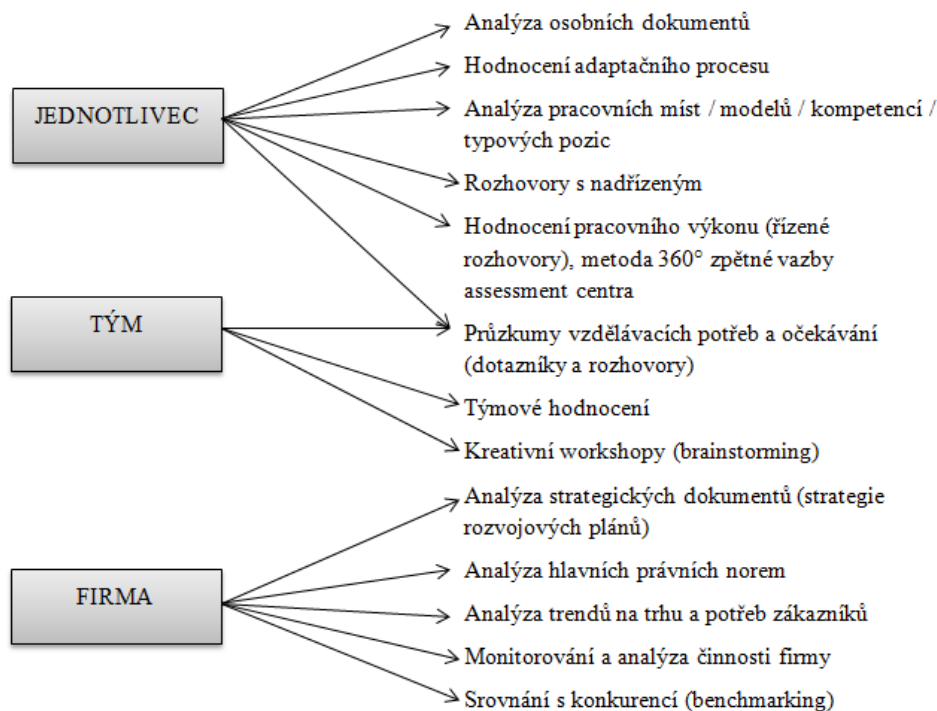 JEDNOTLIVEC
Analýza osobních dokumentů
Hodnocení adaptačního procesu
Analýza pracovních míst / modelů / kompetencí /
typových pozic
Rozhovory s nadřízeným
Hodnocení pracovního výkonu (řízené
rozhovory), metoda 360° zpětné vazby
assessment centra
TÝM
Průzkumy vzdělávacích potřeb a očekávání
(dotazníky a rozhovory)
Týmové hodnocení
Kreativní workshopy (brainstorming)
FIRMA
Analýza strategických dokumentů (strategie
rozvojových plánů)
Analýza hlavních právních norem
Analýza trendů na trhu a potřeb zákazníků
Monitorování a analýza činnosti firmy
Srovnání s konkurencí (benchmarking)